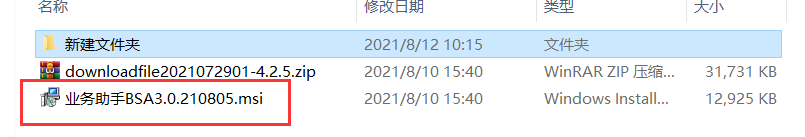 名称 修改日期 类型 大小
新建文件夹 2021/8/12 10:15 文件夹
downloadfile2021072901-4.2.5.zip 2021/8/10 15:40 WinRAR ZIP 压缩... 31,731 KB
业务助手BSA3.0.210805.msi 2021/8/10 15:40 Windows Install... 12,925 KB